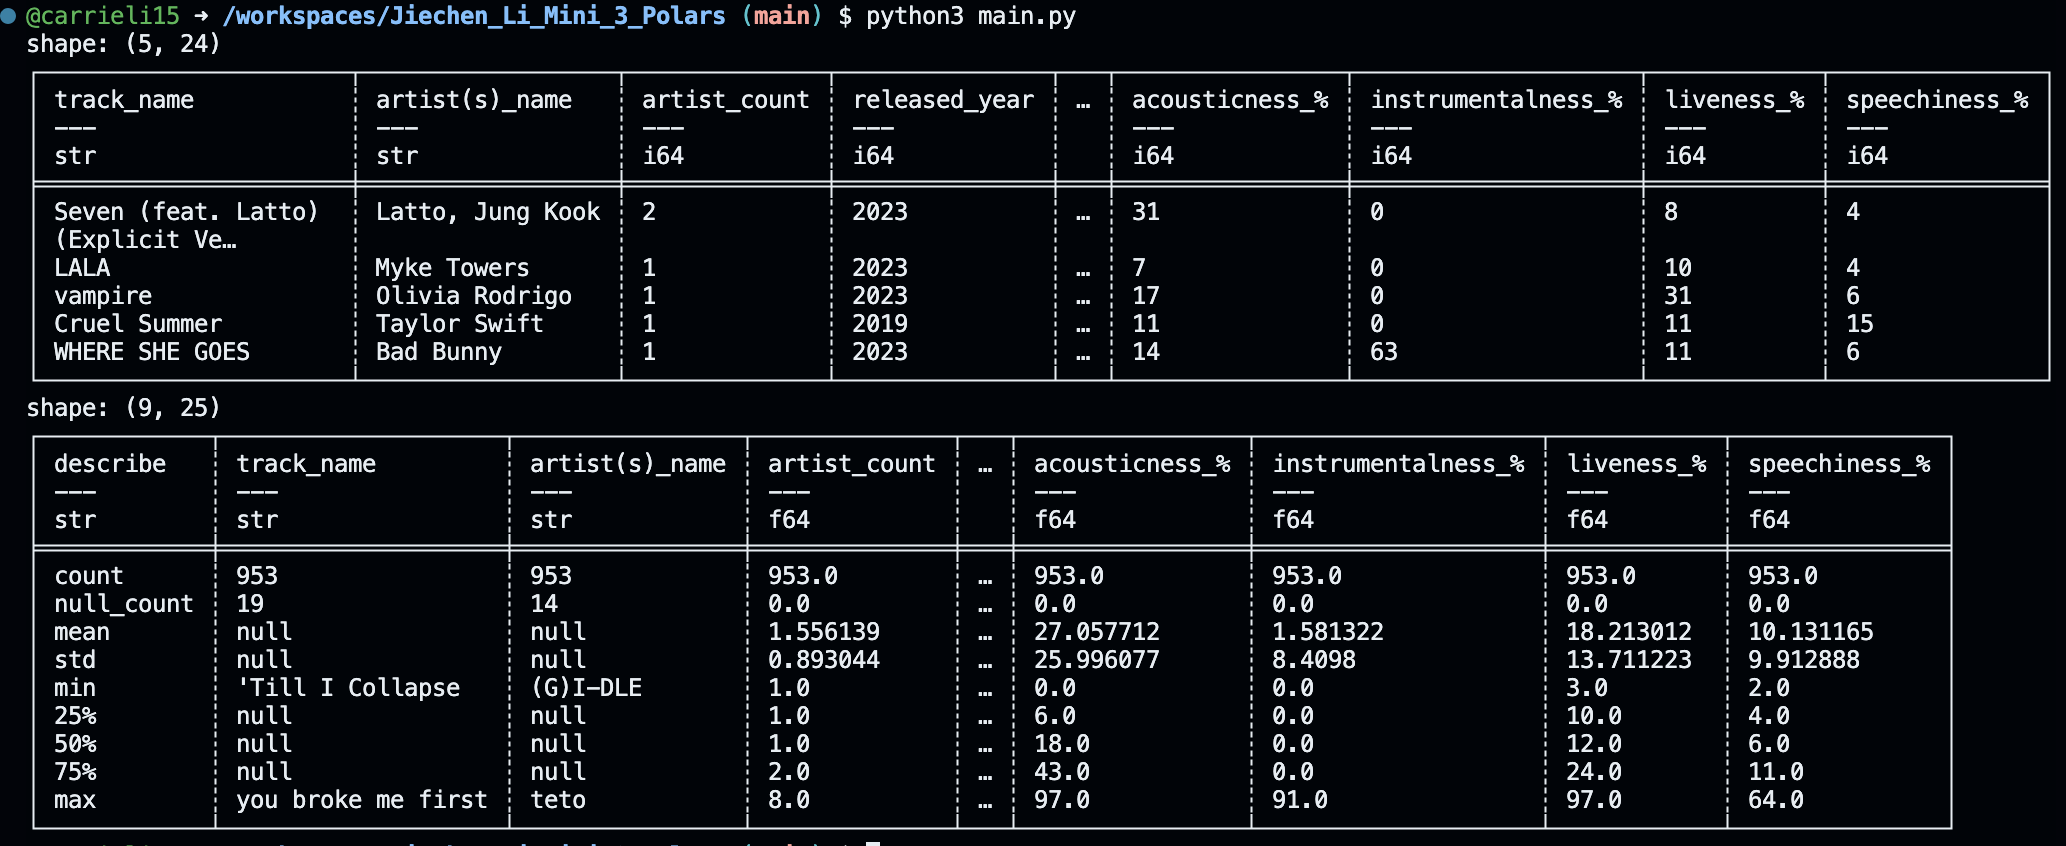 @carrieli15 ➜ /workspaces/Jiechen_Li_Mini_3_Polars (main) $ python3 main.py
shape: (5, 24)
track_name artist(s)_name artist_count released_year … acousticness_% instrumentalness_% liveness_% speechiness_%
--- --- --- --- --- --- --- ---
str str i64 i64 i64 i64 i64 i64
Seven (feat. Latto) Latto, Jung Kook 2 2023 … 31 0 8 4
(Explicit Ve…
LALA Myke Towers 1 2023 … 7 0 10 4
vampire Olivia Rodrigo 1 2023 … 17 0 31 6
Cruel Summer Taylor Swift 1 2019 … 11 0 11 15
WHERE SHE GOES Bad Bunny 1 2023 … 14 63 11 6
shape: (9, 25)
describe track_name artist(s)_name artist_count … acousticness_% instrumentalness_% liveness_% speechiness_%
--- --- --- --- --- --- --- ---
str str str f64 f64 f64 f64 f64
count 953 953 953.0 … 953.0 953.0 953.0 953.0
null_count 19 14 0.0 … 0.0 0.0 0.0 0.0
mean null null 1.556139 … 27.057712 1.581322 18.213012 10.131165
std null null 0.893044 … 25.996077 8.4098 13.711223 9.912888
min 'Till I Collapse (G)I-DLE 1.0 … 0.0 0.0 3.0 2.0
25% null null 1.0 … 6.0 0.0 10.0 4.0
50% null null 1.0 … 18.0 0.0 12.0 6.0
75% null null 2.0 … 43.0 0.0 24.0 11.0
max you broke me first teto 8.0 … 97.0 91.0 97.0 64.0